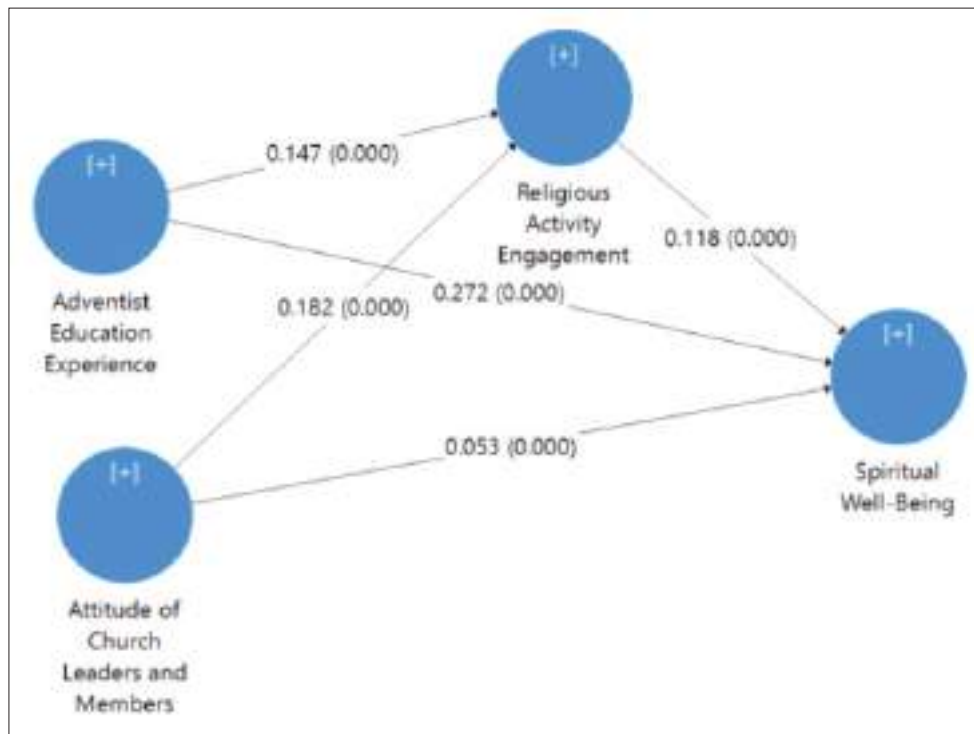 [+]
Religious
Activity
Engagement
[+]
Adventist
Education
Experience
0.147 (0.000)
0.182 (0.000)
0.272 (0.000)
0.118 (0.000)
[+]
Spiritual
Well-Being
0.053 (0.000)
[+]
Attitude of
Church
Leaders and
Members